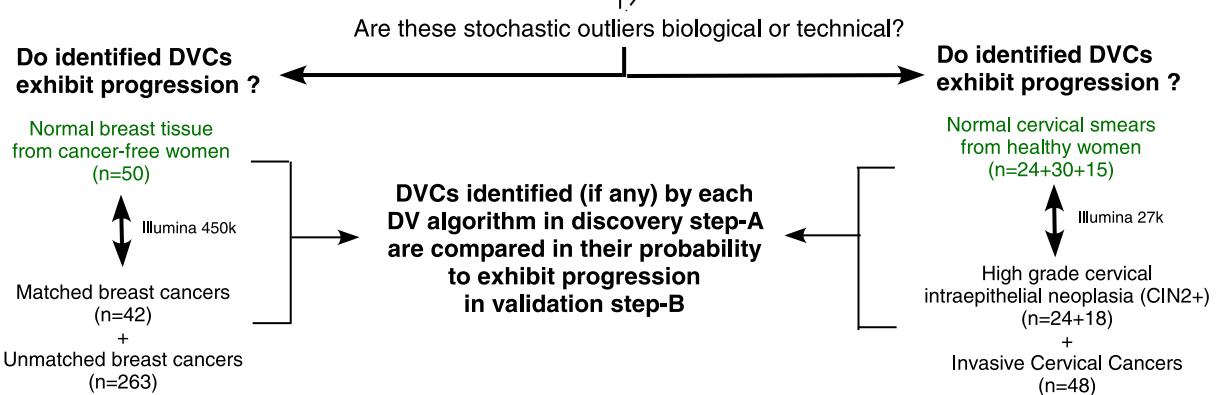 Are these stochastic outliers biological or technical?
Do identified DVCs
exhibit progression ?
Normal breast tissue
from cancer-free women
(n=50)
Illumina 450k
Matched breast cancers
(n=42)
+
Unmatched breast cancers
(n=263)
DVCs identified (if any) by each
DV algorithm in discovery step-A
are compared in their probability
to exhibit progression
in validation step-B
Do identified DVCs
exhibit progression ?
Normal cervical smears
from healthy women
(n=24+30+15)
Illumina 27k
High grade cervical
intraepithelial neoplasia (CIN2+)
(n=24+18)
+
Invasive Cervical Cancers
(n=48)